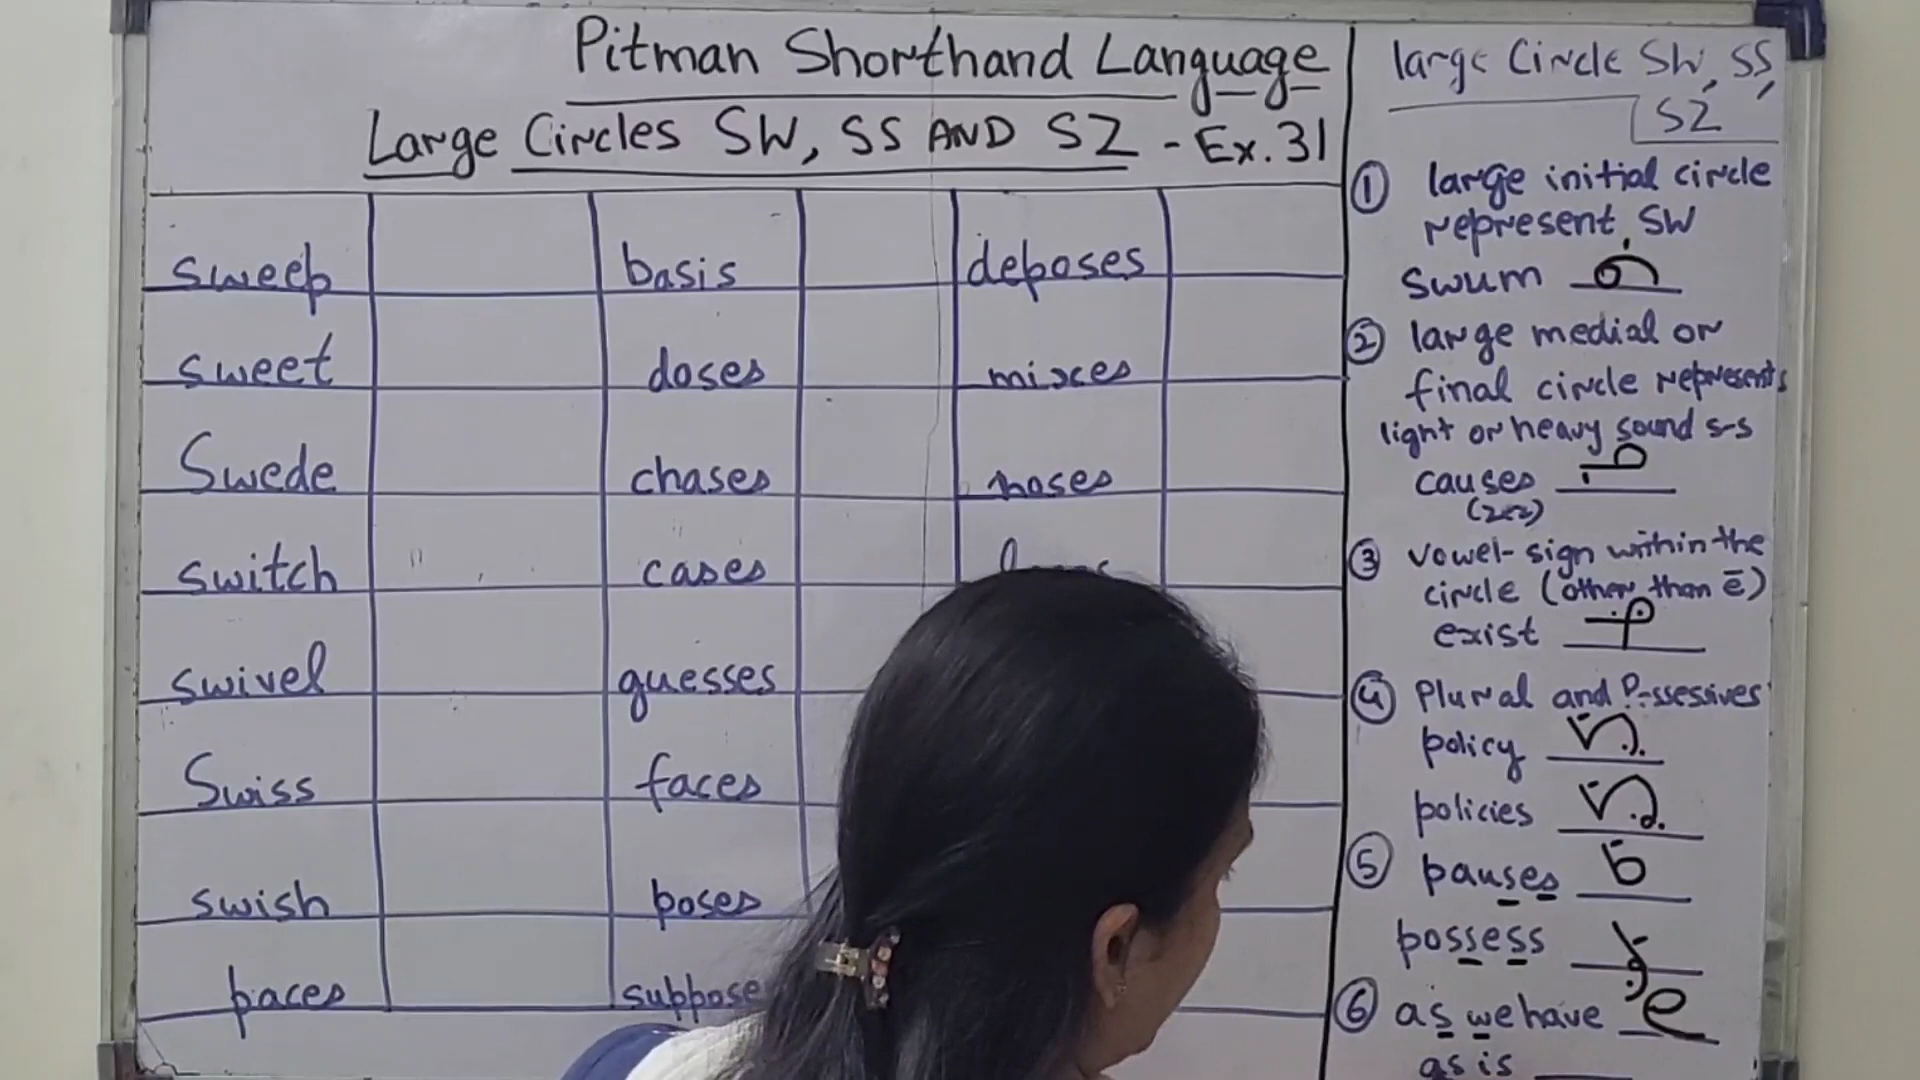 Pitman Shorthand Language
Large Circles SW, SS AND SZ - Ex. 31
sweep basis deposes
sweet doses mixes
Swede chases noses
switch cases
swivel guesses
Swiss faces
swish poses
paces suppose
large Circle SW, SS,
SZ
① large initial circle
represent SW
swum
② large medial or
final circle represents
light or heavy sound s-s
causes
(zez)
③ vowel-sign within the
circle (other than ē)
exist
④ Plural and P-ssessives
policy
policies
⑤ pauses
possess
⑥ as we have
as is